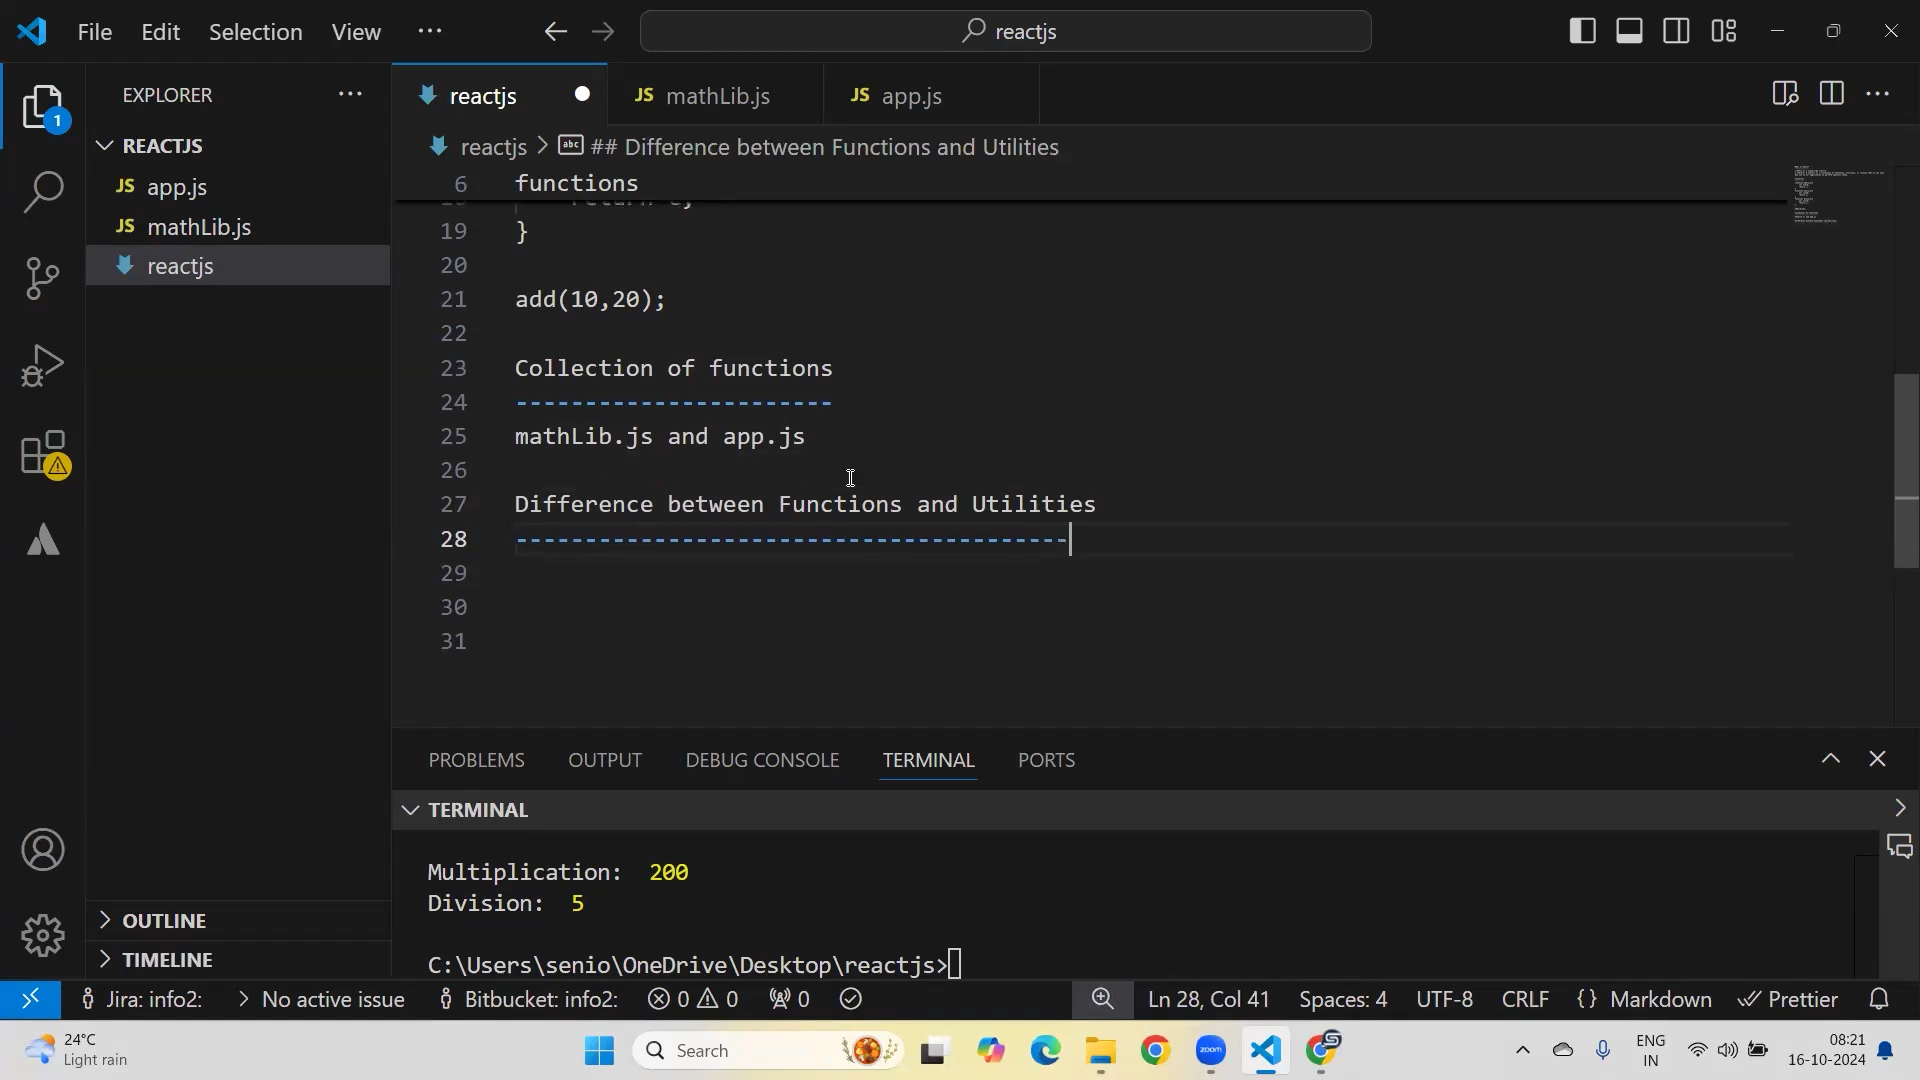 File Edit Selection View ... reactjs
EXPLORER ...
REACTJS
JS app.js
JS mathLib.js
reactjs
1
reactjs JS mathLib.js JS app.js
reactjs > abc ## Difference between Functions and Utilities
6 functions
19 }
20
21 add(10,20);
22
23 Collection of functions
24 -----------------------
25 mathLib.js and app.js
26
27 Difference between Functions and Utilities
28 ----------------------------------------
29
30
31
PROBLEMS OUTPUT DEBUG CONSOLE TERMINAL PORTS
TERMINAL
Multiplication: 200
Division: 5
C:\Users\senio\OneDrive\Desktop\reactjs>
OUTLINE
TIMELINE
Jira: info2: No active issue Bitbucket: info2: 0 0 0 Ln 28, Col 41 Spaces: 4 UTF-8 CRLF {} Markdown Prettier
24°C
Light rain
Search
zoom
ENG
IN
08:21
16-10-2024